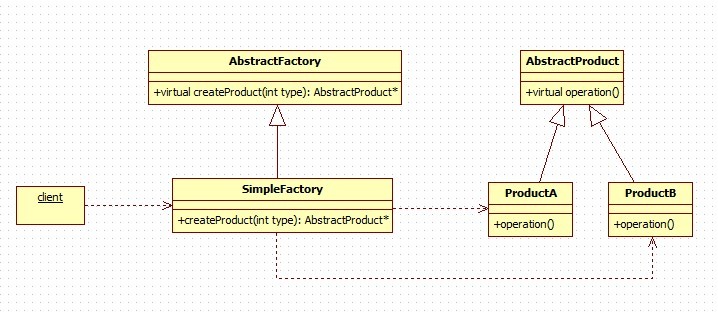 AbstractFactory
+virtual createProduct(int type): AbstractProduct*
AbstractProduct
+virtual operation()
client
SimpleFactory
+createProduct(int type): AbstractProduct*
ProductA
+operation()
ProductB
+operation()